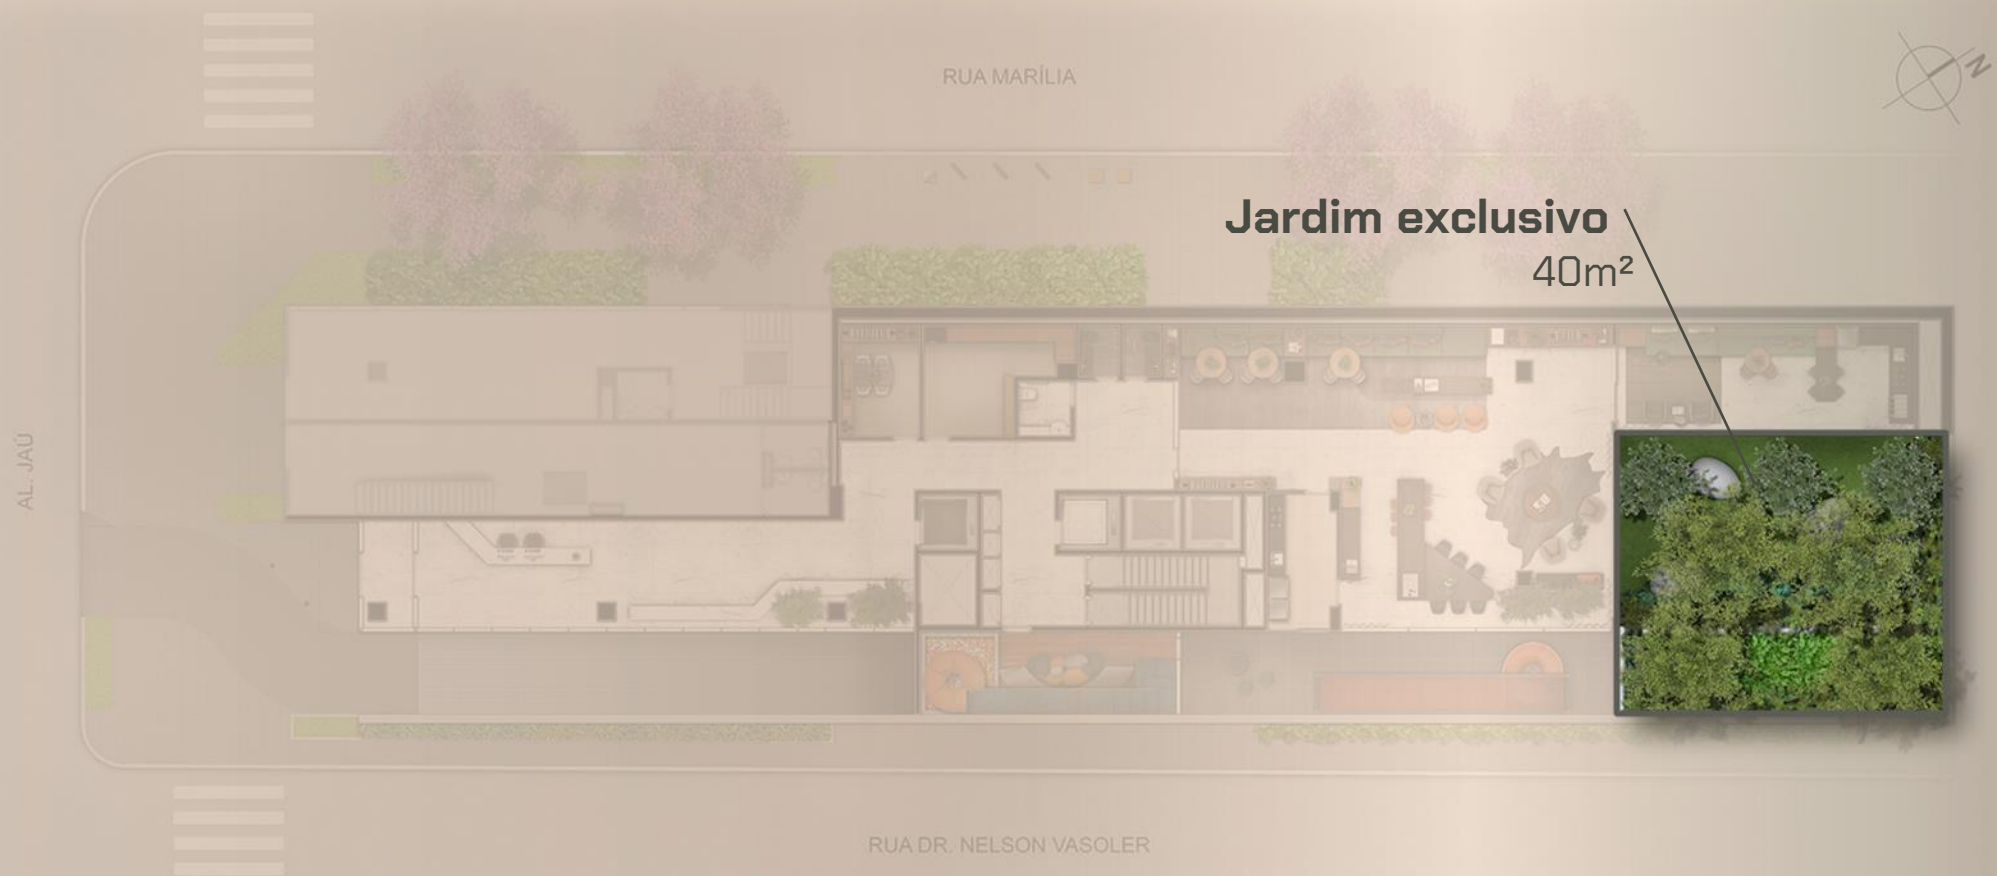 RUA MARÍLIA
N
Jardim exclusivo
40m²
AL. JAÚ
RUA DR. NELSON VASOLER